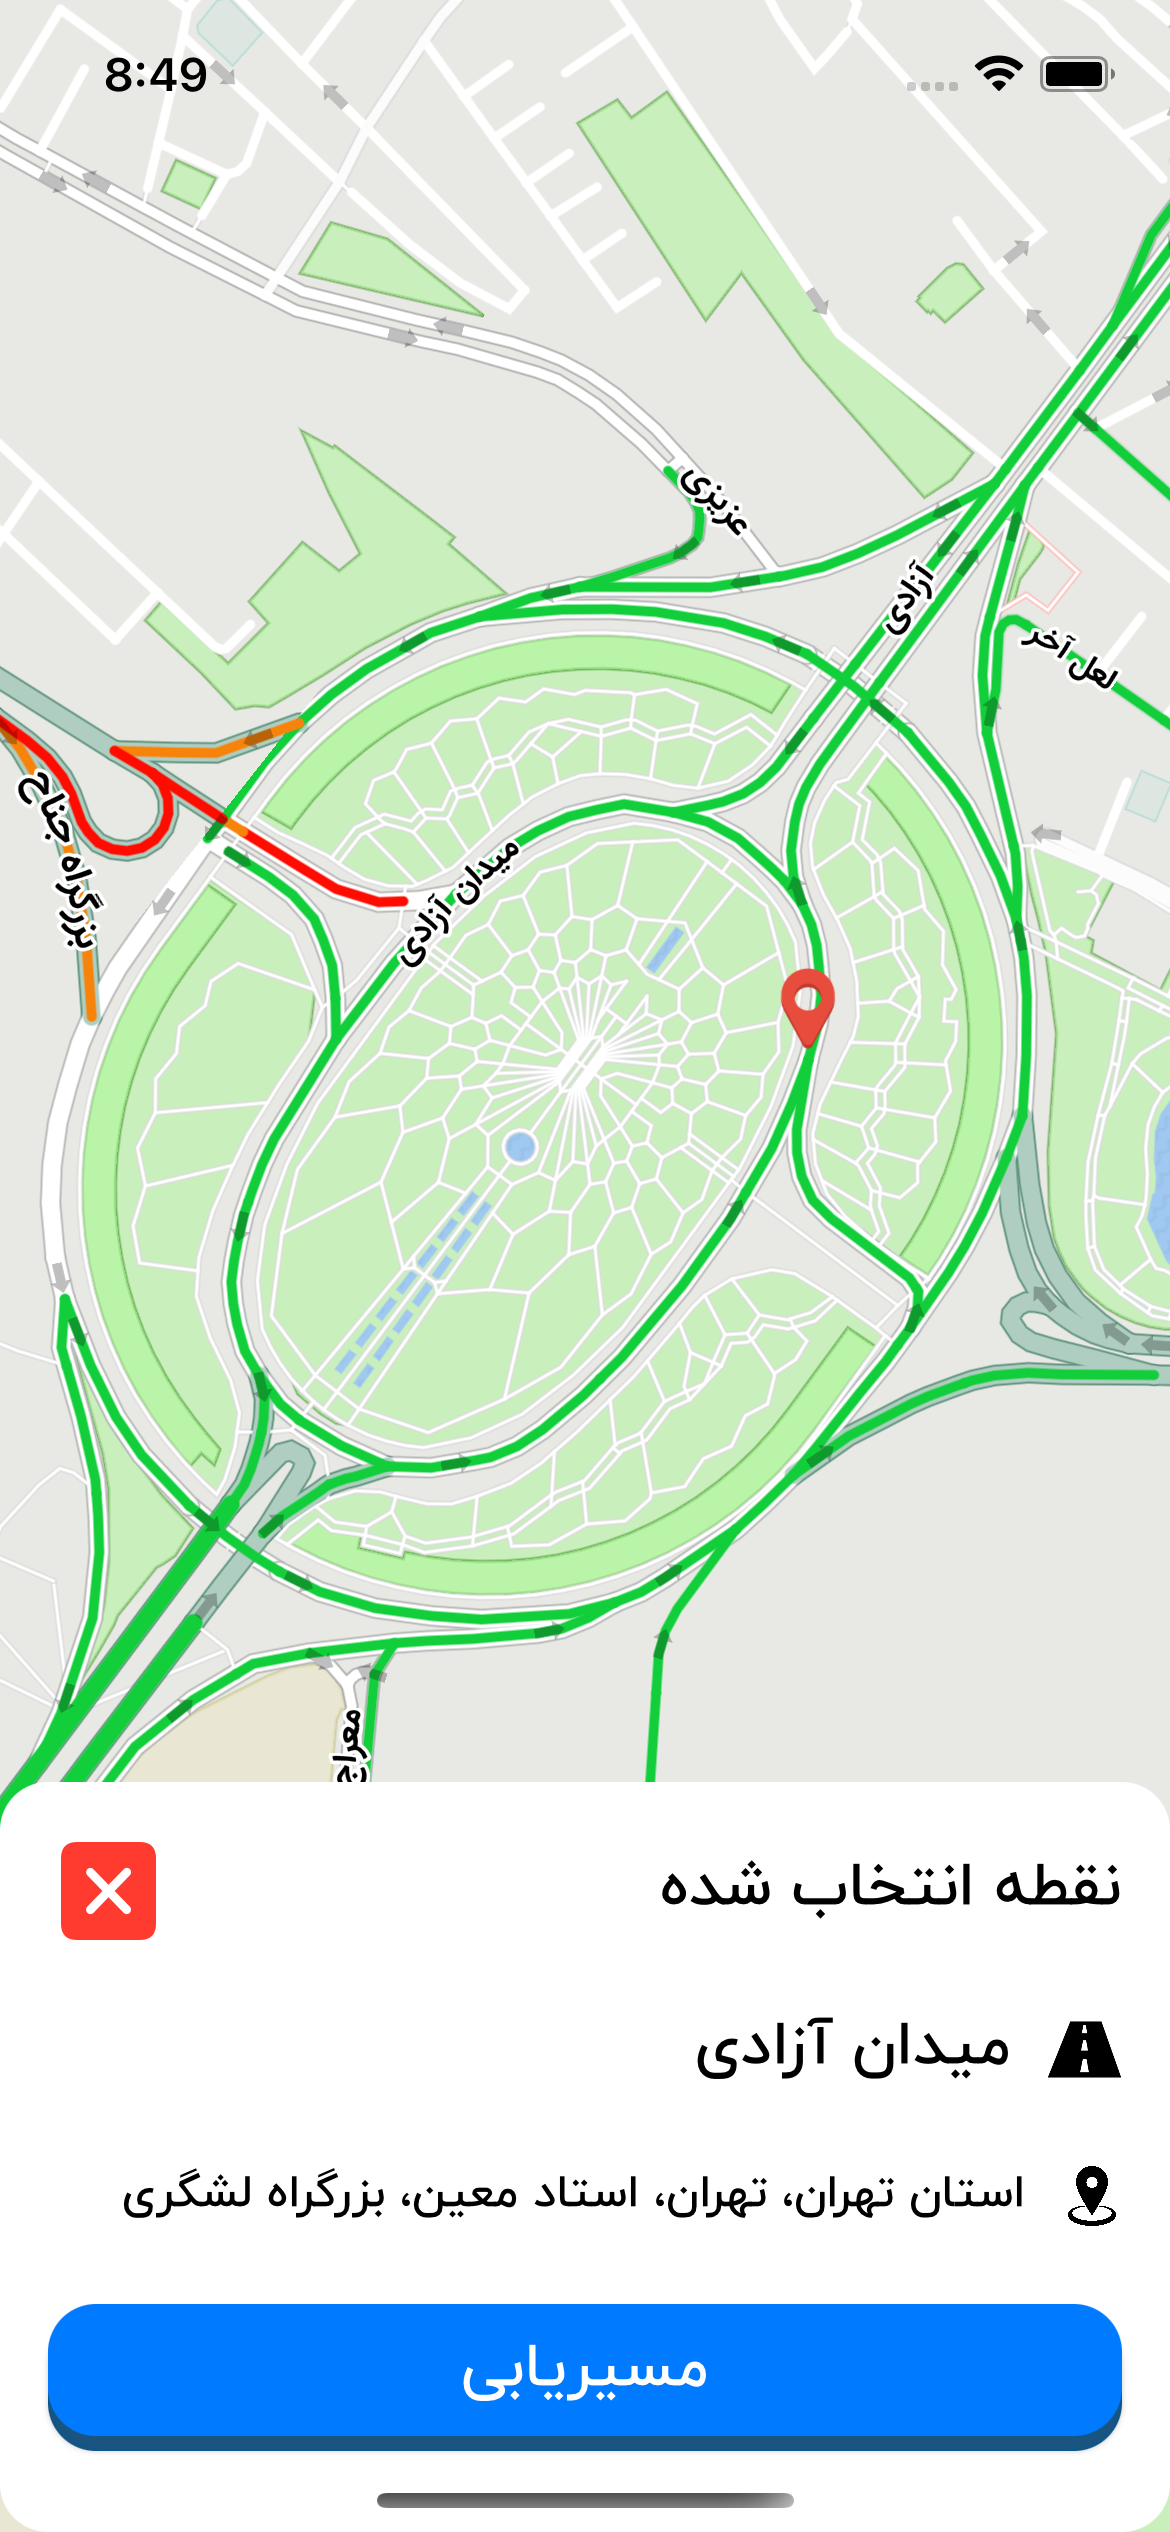 8:49
عزیزی
آزادی
لعل آخر
بزرگراه جناح
میدان آزادی
معراج
نقطه انتخاب شده
میدان آزادی
استان تهران، تهران، استاد معین، بزرگراه لشگری
مسیریابی